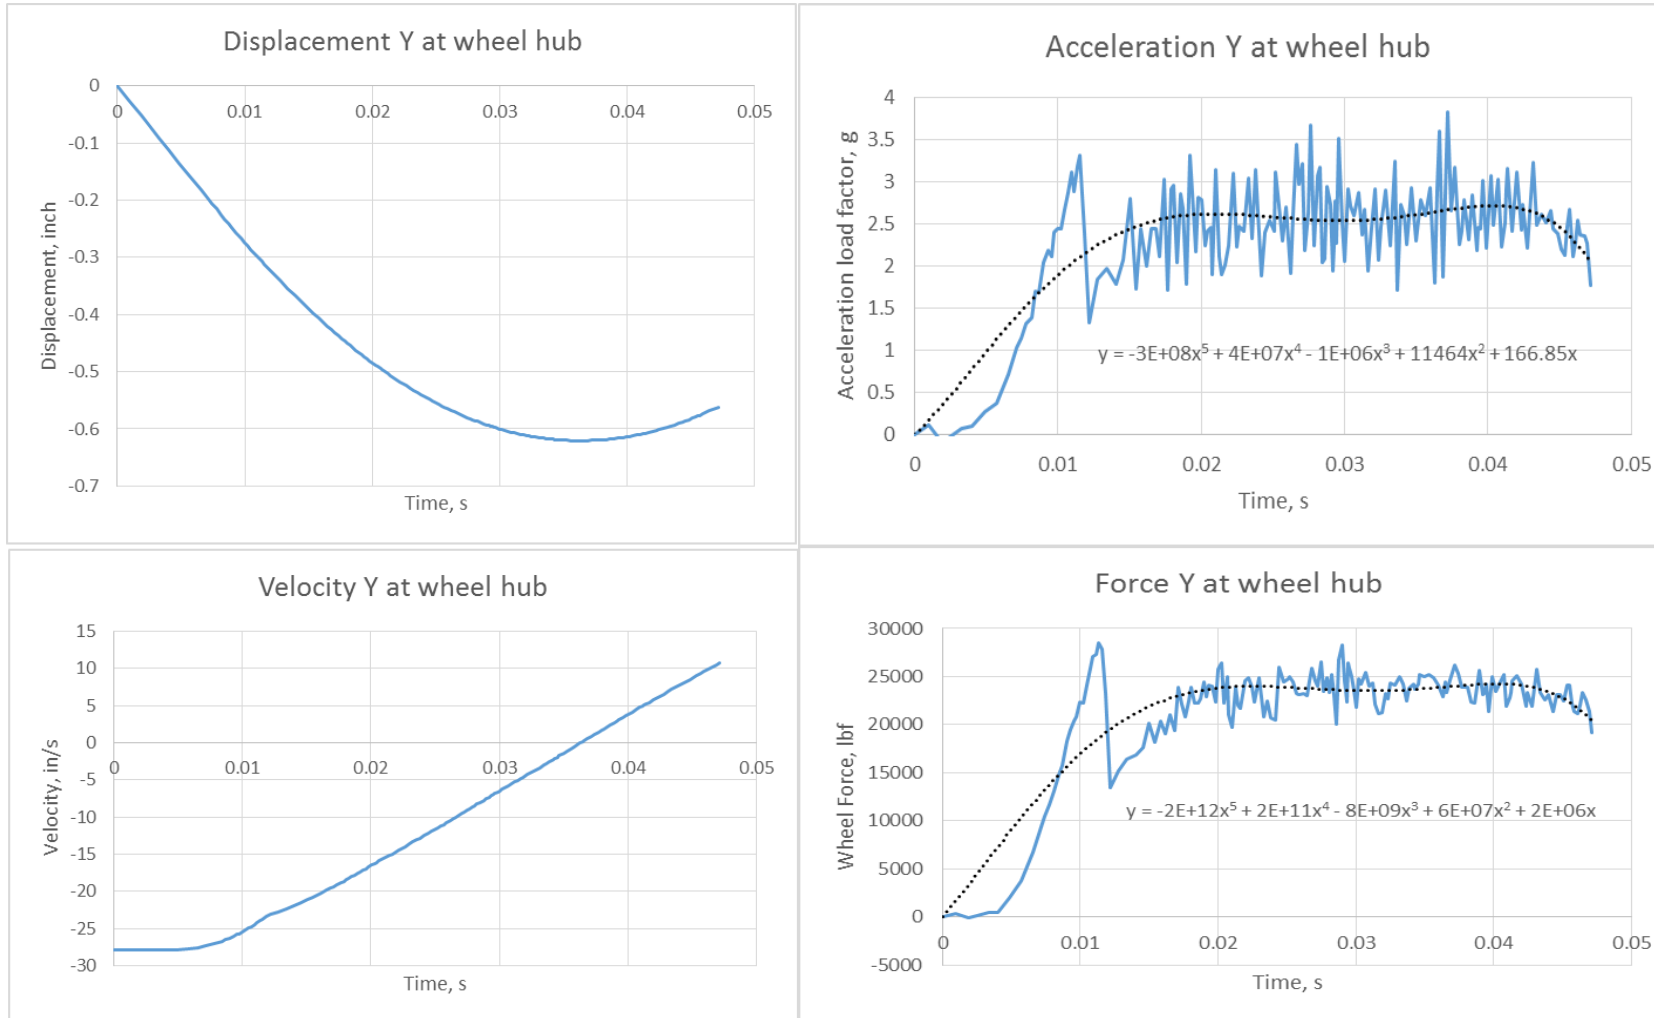 Displacement Y at wheel hub
0
-0.1
-0.2
-0.3
-0.4
-0.5
-0.6
-0.7
0 0.01 0.02 0.03 0.04 0.05
Displacement, inch
Time, s
Acceleration Y at wheel hub
4
3.5
3
2.5
2
1.5
1
0.5
0
0 0.01 0.02 0.03 0.04 0.05
Acceleration load factor, g
y = -3E+08x⁵ + 4E+07x⁴ - 1E+06x³ + 11464x² + 166.85x
Time, s
Velocity Y at wheel hub
15
10
5
0
-5
-10
-15
-20
-25
-30
0 0.01 0.02 0.03 0.04 0.05
Velocity, in/s
Time, s
Force Y at wheel hub
30000
25000
20000
15000
10000
5000
0
-5000
0 0.01 0.02 0.03 0.04 0.05
Wheel Force, lbf
y = -2E+12x⁵ + 2E+11x⁴ - 8E+09x³ + 6E+07x² + 2E+06x
Time, s